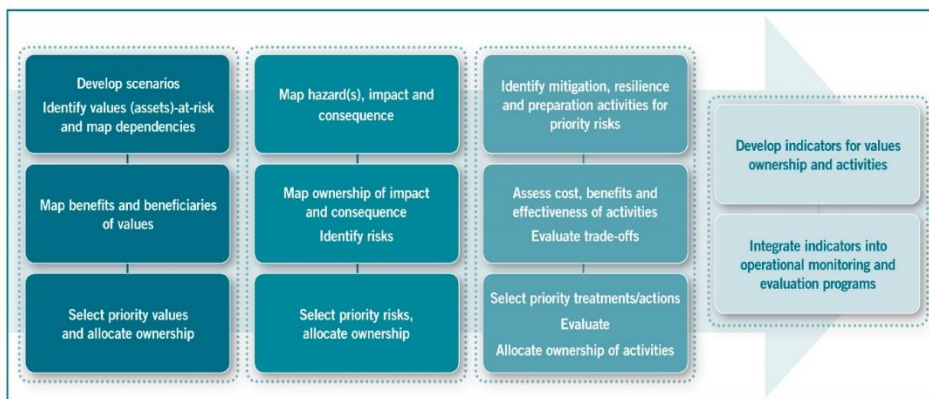 Develop scenarios
Identify values (assets)-at-risk
and map dependencies
Map benefits and beneficiaries
of values
Select priority values
and allocate ownership
Map hazard(s), impact and
consequence
Map ownership of impact
and consequence
Identify risks
Select priority risks,
allocate ownership
Identify mitigation, resilience
and preparation activities for
priority risks
Assess cost, benefits and
effectiveness of activities
Evaluate trade-offs
Select priority treatments/actions
Evaluate
Allocate ownership of activities
Develop indicators for values
ownership and activities
Integrate indicators into
operational monitoring and
evaluation programs